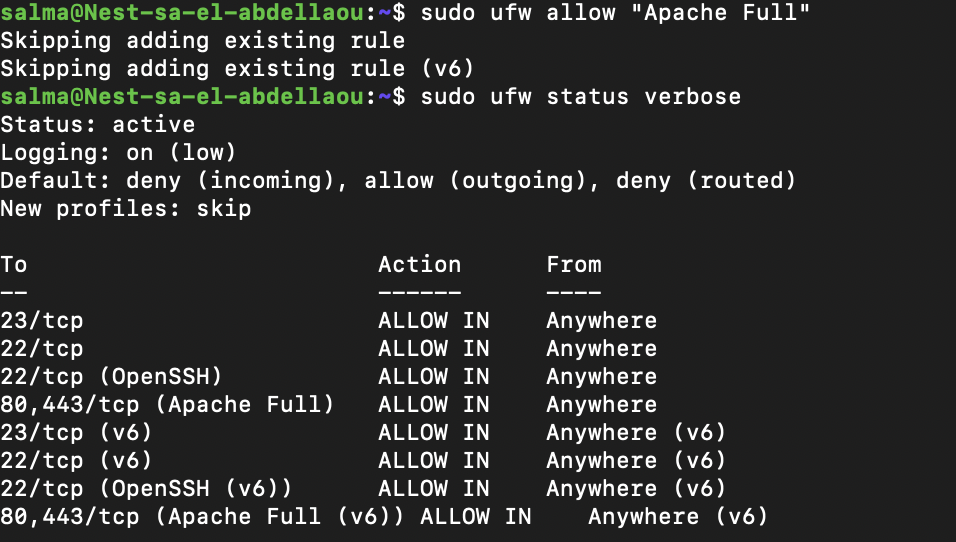 salma@Nest-sa-el-abdellaou:~$ sudo ufw allow "Apache Full"
Skipping adding existing rule
Skipping adding existing rule (v6)
salma@Nest-sa-el-abdellaou:~$ sudo ufw status verbose
Status: active
Logging: on (low)
Default: deny (incoming), allow (outgoing), deny (routed)
New profiles: skip

To                         Action      From
--                         ------      ----
23/tcp                     ALLOW IN    Anywhere
22/tcp                     ALLOW IN    Anywhere
22/tcp (OpenSSH)           ALLOW IN    Anywhere
80,443/tcp (Apache Full)   ALLOW IN    Anywhere
23/tcp (v6)                ALLOW IN    Anywhere (v6)
22/tcp (v6)                ALLOW IN    Anywhere (v6)
22/tcp (OpenSSH (v6))      ALLOW IN    Anywhere (v6)
80,443/tcp (Apache Full (v6)) ALLOW IN    Anywhere (v6)